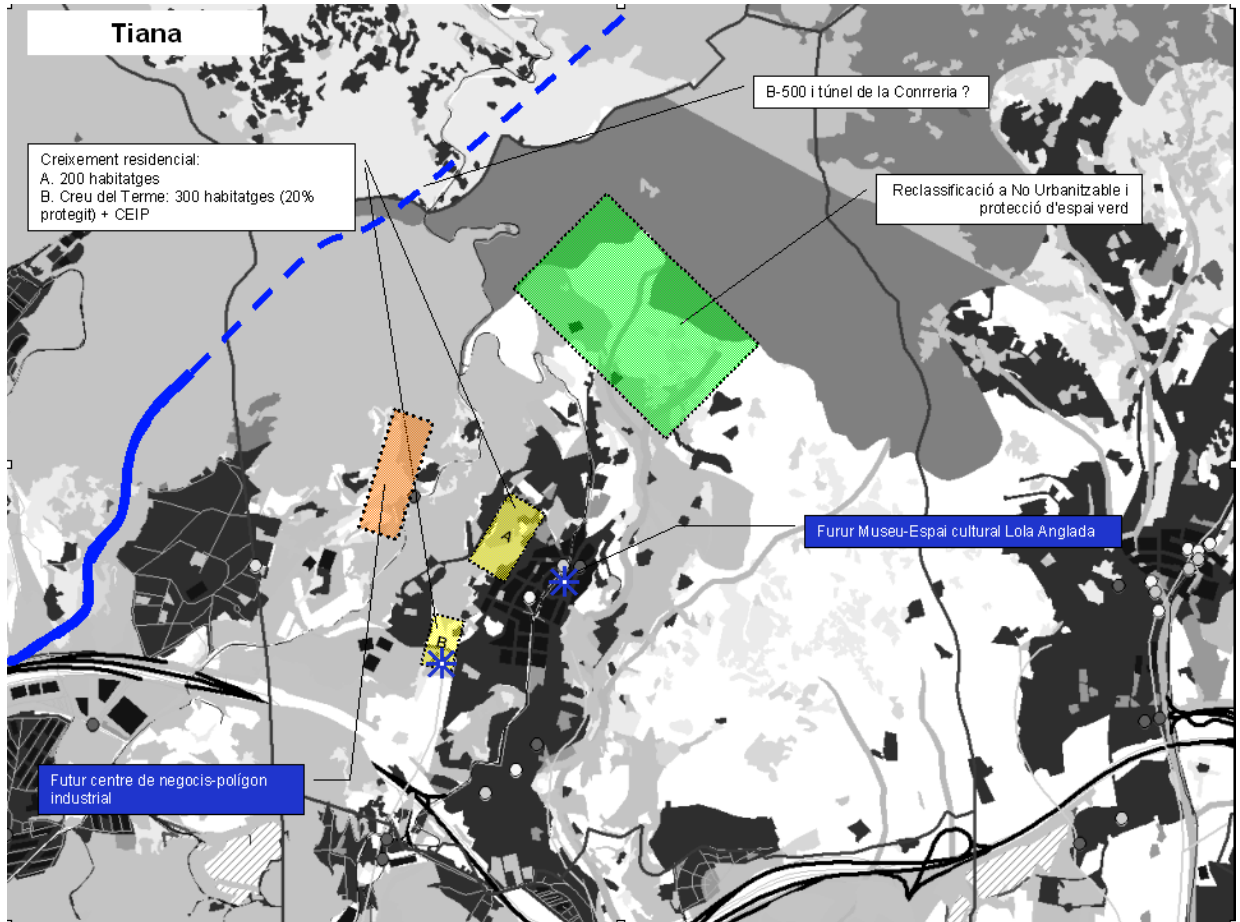 Tiana
B-500 i túnel de la Conrreria ?
Creixement residencial:
A. 200 habitatges
B. Creu del Terme: 300 habitatges (20%
protegit) + CEIP
Reclassificació a No Urbanitzable i
protecció d'espai verd
A
Furur Museu-Espai cultural Lola Anglada
B
Futur centre de negocis-polígon
industrial